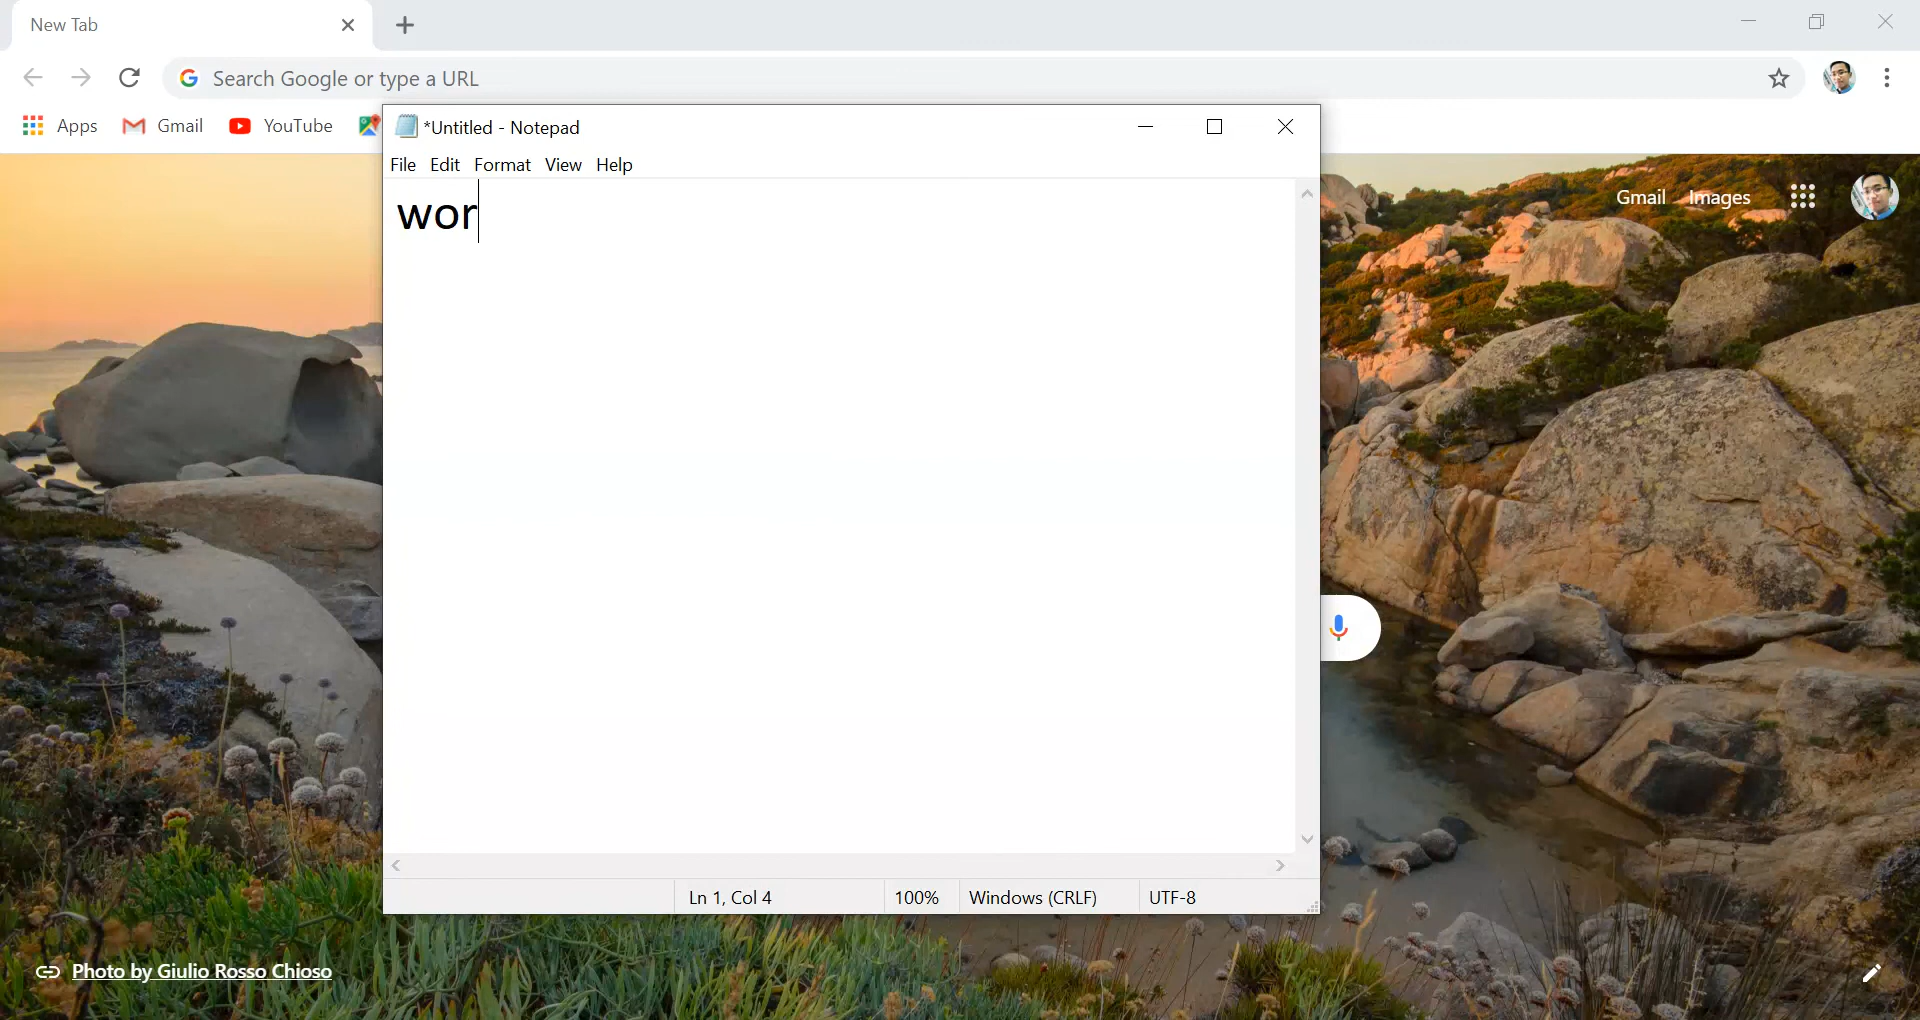 New Tab
Search Google or type a URL
Apps Gmail YouTube
*Untitled - Notepad
File Edit Format View Help
wor
Gmail Images
Ln 1, Col 4 100% Windows (CRLF) UTF-8
Photo by Giulio Rosso Chioso